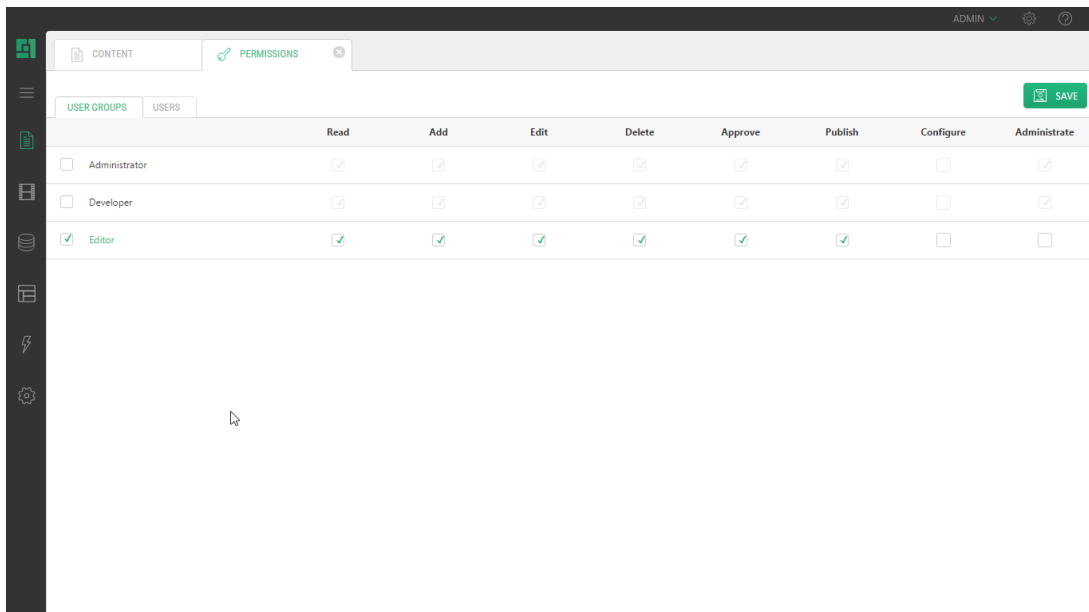 ADMIN
CONTENT
PERMISSIONS
SAVE
USER GROUPS USERS
Read Add Edit Delete Approve Publish Configure Administrate
Administrator
Developer
Editor